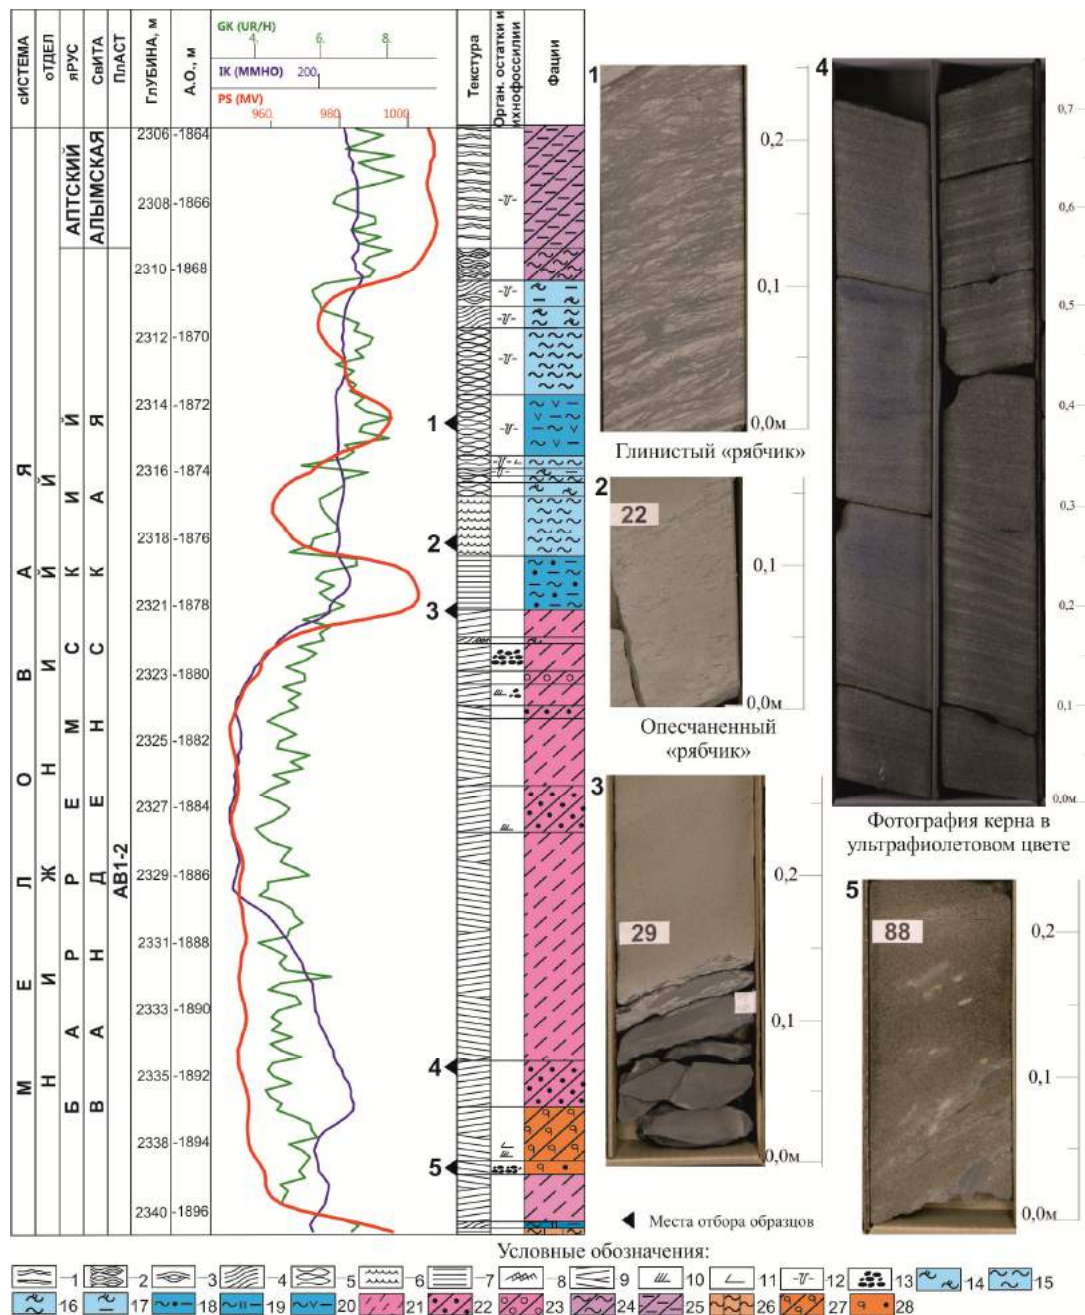 сИСТЕМА
оТДЕЛ
яРУС
СвИТА
ПлАСТ
ГлУБИНА, м
А.О., м
GK (UR/H)
4. 6. 8.
IK (MMHO) 200
PS (MV)
960. 980 1000
Текстура
Орган. остатки и ихнофоссилии
Фации
МЕЛОВАЯ
НИЖНИЙ
АПТСКИЙ
АЛЫМСКАЯ
БАРРЕМСКИЙ
ВАНДЕНСКАЯ
АВ1-2
2306 -1864
2308 -1866
2310 -1868
2312 -1870
2314 -1872
2316 -1874
2318 -1876
2321 -1878
2323 -1880
2325 -1882
2327 -1884
2329 -1886
2331 -1888
2333 -1890
2335 -1892
2338 -1894
2340 -1896
1
2
3
4
5
1
0,2
0,1
0,0м
Глинистый «рябчик»
2
22
0,1
0,0м
Опесчаненный
«рябчик»
3
29
0,2
0,1
0,0м
4
0,7
0,6
0,5
0,4
0,3
0,2
0,1
0,0м
Фотография керна в
ультрафиолетовом цвете
5
88
0,2
0,1
0,0м
Места отбора образцов
Условные обозначения:
1 2 3 4 5 6 7 8 9 10 11 12 13 14 15
16 17 18 19 20 21 22 23 24 25 26 27 28